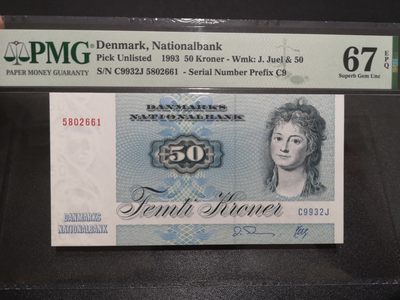 PMG
PAPER MONEY GUARANTY
Denmark, Nationalbank
Pick Unlisted 1993 50 Kroner - Wmk: J. Juel & 50
S/N C9932J 5802661 - Serial Number Prefix C9
67 EPQ
Superb Gem Unc
DANMARKS
NATIONALBANK
5802661
50
Femti Kroner
C9932J
DANMARKS
NATIONALBANK